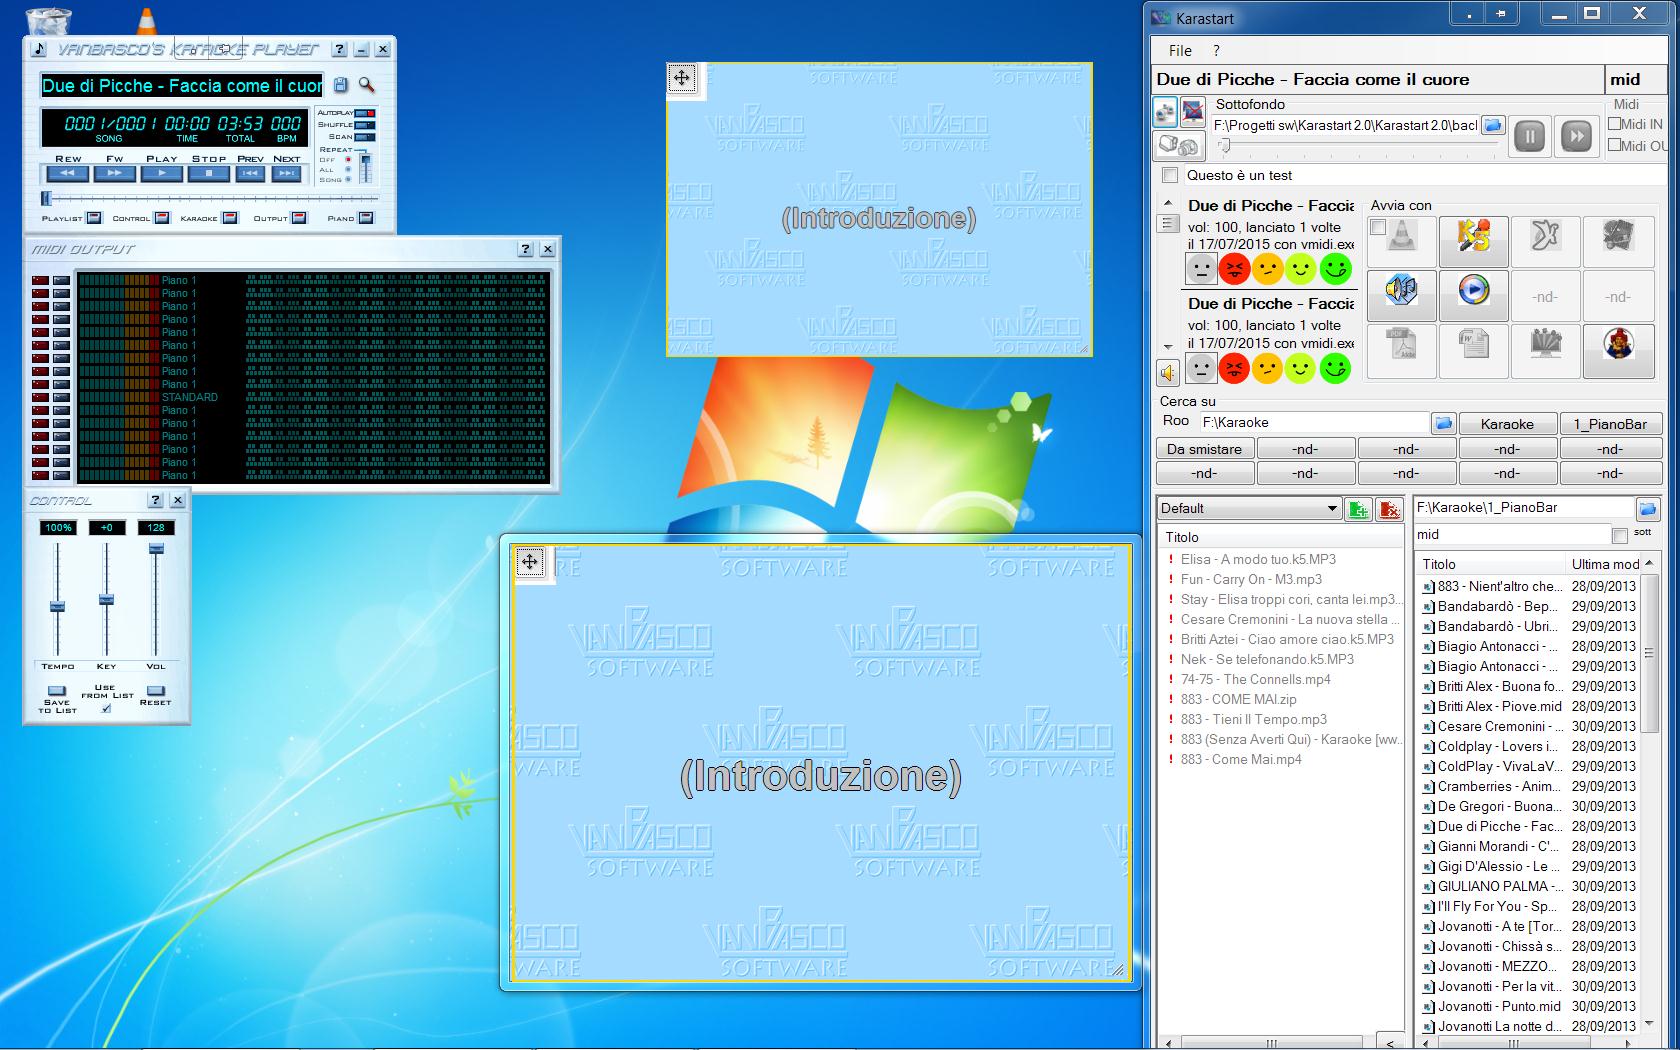 VANBASCO'S KARAOKE PLAYER
Due di Picche - Faccia come il cuor
0001/0001 00:00 03:53 000
SONG TIME TOTAL BPM
AUTOPLAY
SHUFFLE
SCAN
REPEAT
OFF
ALL
SONG
REW FW PLAY STOP PREV NEXT
PLAYLIST CONTROL KARAOKE OUTPUT PIANO
MIDI OUTPUT
Piano 1
Piano 1
Piano 1
Piano 1
Piano 1
Piano 1
Piano 1
Piano 1
Piano 1
STANDARD
Piano 1
Piano 1
Piano 1
Piano 1
Piano 1
Piano 1
CONTROL
100% +0 128
TEMPO KEY VOL
SAVE TO LIST
USE FROM LIST
RESET
VANBASCO SOFTWARE
(Introduzione)
VANBASCO SOFTWARE
(Introduzione)
Karastart
File ?
Due di Picche - Faccia come il cuore mid
Sottofondo
F:\Progetti sw\Karastart2.0\Karastart2.0\bacl
Midi
Midi IN
Midi OU
Questo è un test
Due di Picche - Faccia
vol: 100, lanciato 1 volte
il 17/07/2015 con vmidi.exe
Due di Picche - Faccia
vol: 100, lanciato 1 volte
il 17/07/2015 con vmidi.exe
Avvia con
K5
-nd- -nd-
PDF
Adobe
W
Cerca su
Roo F:\Karaoke Karaoke 1_PianoBar
Da smistare -nd- -nd- -nd- -nd-
-nd- -nd- -nd- -nd- -nd-
Default
Titolo
! Elisa - A modo tuo.k5.MP3
! Fun - Carry On - M3.mp3
! Stay - Elisa troppi cori, canta lei.mp3...
! Cesare Cremonini - La nuova stella ...
! Britti Aztei - Ciao amore ciao.k5.MP3
! Nek - Se telefonando.k5.MP3
! 74-75 - The Connells.mp4
! 883 - COME MAI.zip
! 883 - Tieni Il Tempo.mp3
! 883 (Senza Averti Qui) - Karaoke [ww...
! 883 - Come Mai.mp4
<
F:\Karaoke\1_PianoBar
mid sott
Titolo Ultima mod
883 - Nient'altro che... 28/09/2013
Bandabardò - Bep... 29/09/2013
Bandabardò - Ubri... 29/09/2013
Biagio Antonacci - ... 28/09/2013
Biagio Antonacci - ... 29/09/2013
Britti Alex - Buona fo... 29/09/2013
Britti Alex - Piove.mid 28/09/2013
Cesare Cremonini - ... 30/09/2013
Coldplay - Lovers i... 28/09/2013
ColdPlay - VivaLaV... 28/09/2013
Cramberries - Anim... 29/09/2013
De Gregori - Buona... 30/09/2013
Due di Picche - Fac... 28/09/2013
Gianni Morandi - C'... 28/09/2013
Gigi D'Alessio - Le ... 29/09/2013
GIULIANO PALMA -... 30/09/2013
I'll Fly For You - Sp... 28/09/2013
Jovanotti - A te [Tor... 28/09/2013
Jovanotti - Chissà s... 28/09/2013
Jovanotti - MEZZO... 28/09/2013
Jovanotti - Per la vit... 30/09/2013
Jovanotti - Punto.mid 30/09/2013
Jovanotti La notte d... 28/09/2013